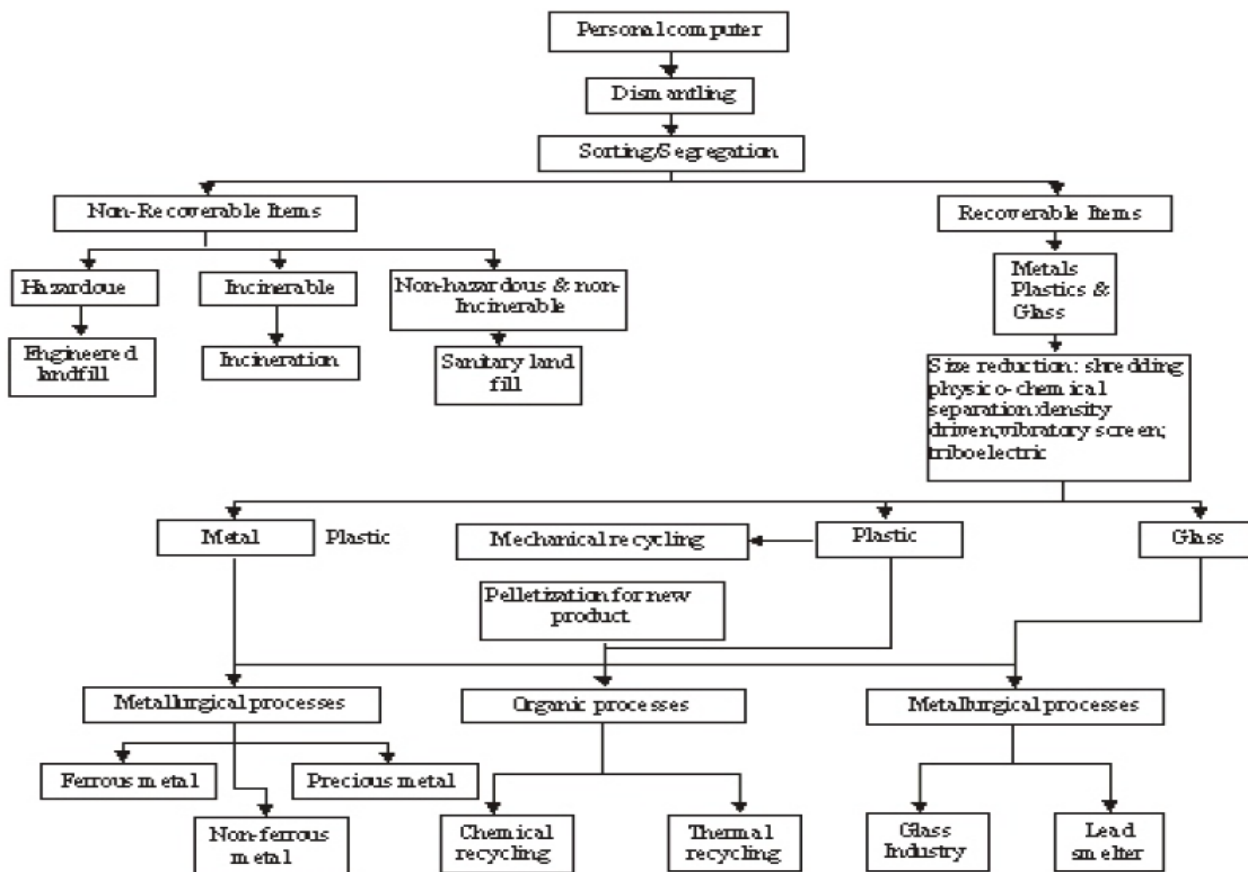 Personal computer
Dismantling
Sorting/Segregation
Non-Recoverable Items
Recoverable Items
Hazardoue
Incinerable
Non-hazardous & non-
Incinerable
Metals
Plastics &
Glass
Engineered
landfill
Incineration
Sanitary land
fill
Size reduction: shredding
physico-chemical
separation:density
driven;vibratory screen;
triboelectric
Metal
Plastic
Mechanical recycling
Plastic
Glass
Pelletization for new
product
Metallurgical processes
Organic processes
Metallurgical processes
Ferrous metal
Precious metal
Non-ferrous
metal
Chemical
recycling
Thermal
recycling
Glass
Industry
Lead
smelter